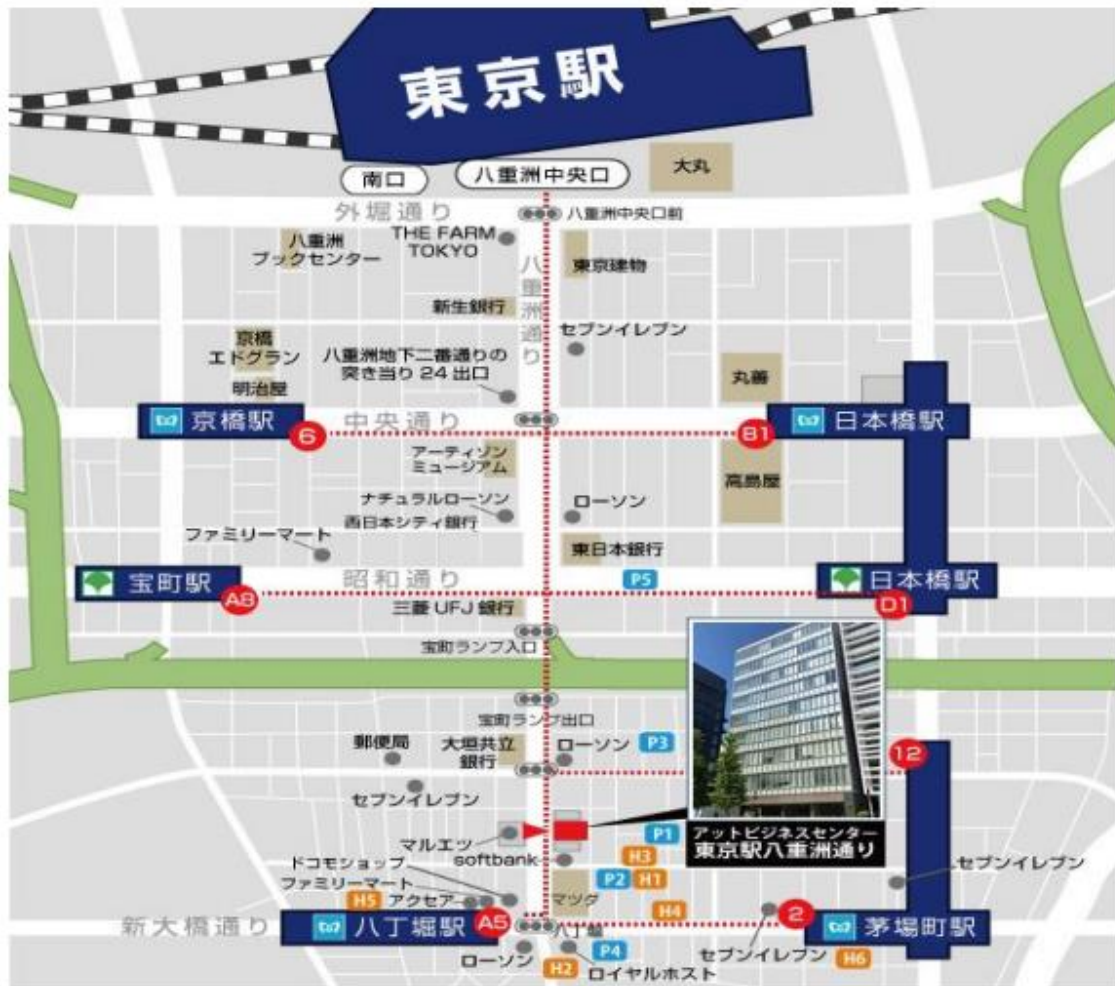 東京駅
南口
八重洲中央口
大丸
外堀通り
八重洲中央口前
八重洲
ブックセンター
THE FARM
TOKYO
八重洲通り
東京建物
新生銀行
京橋
エドグラン
八重洲地下二番通りの
突き当り 24 出口
セブンイレブン
明治屋
丸善
京橋駅
6
中央通り
B1
日本橋駅
アーティゾン
ミュージアム
高島屋
ナチュラルローソン
ローソン
西日本シティ銀行
ファミリーマート
東日本銀行
宝町駅
A8
昭和通り
P5
日本橋駅
D1
三菱 UFJ 銀行
宝町ランプ入口
宝町ランプ出口
郵便局
大垣共立
銀行
ローソン
P3
12
セブンイレブン
マルエツ
P1
アットビジネスセンター
東京駅八重洲通り
softbank
H3
ドコモショップ
ファミリーマート
P2
H1
セブンイレブン
H5
アクセア
マツダ
H4
新大橋通り
八丁堀駅
A5
八丁堀
2
茅場町駅
ローソン
P4
H2
ロイヤルホスト
セブンイレブン
H6